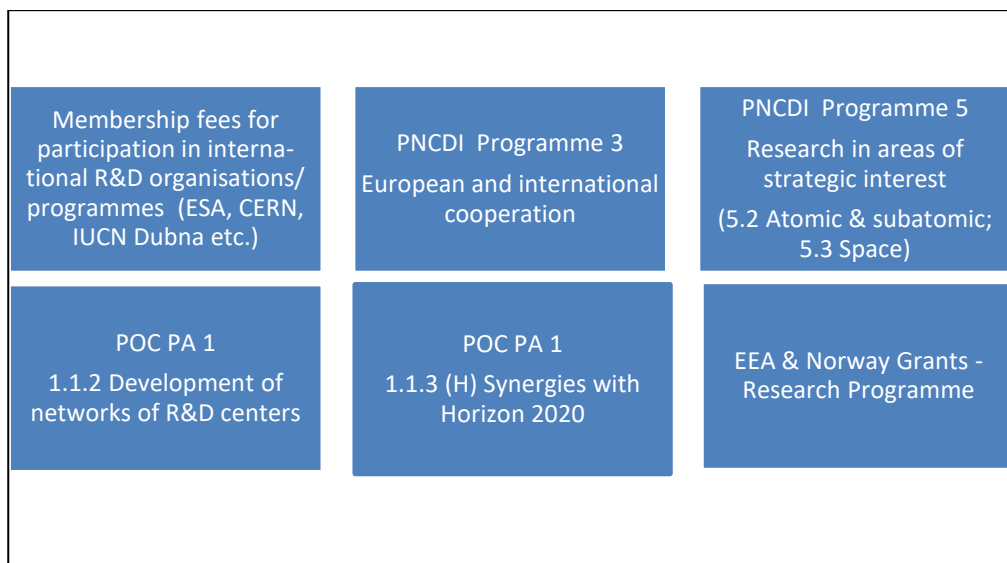 Membership fees for
participation in interna-
tional R&D organisations/
programmes (ESA, CERN,
IUCN Dubna etc.)
PNCDI Programme 3
European and international
cooperation
PNCDI Programme 5
Research in areas of
strategic interest
(5.2 Atomic & subatomic;
5.3 Space)
POC PA 1
1.1.2 Development of
networks of R&D centers
POC PA 1
1.1.3 (H) Synergies with
Horizon 2020
EEA & Norway Grants -
Research Programme